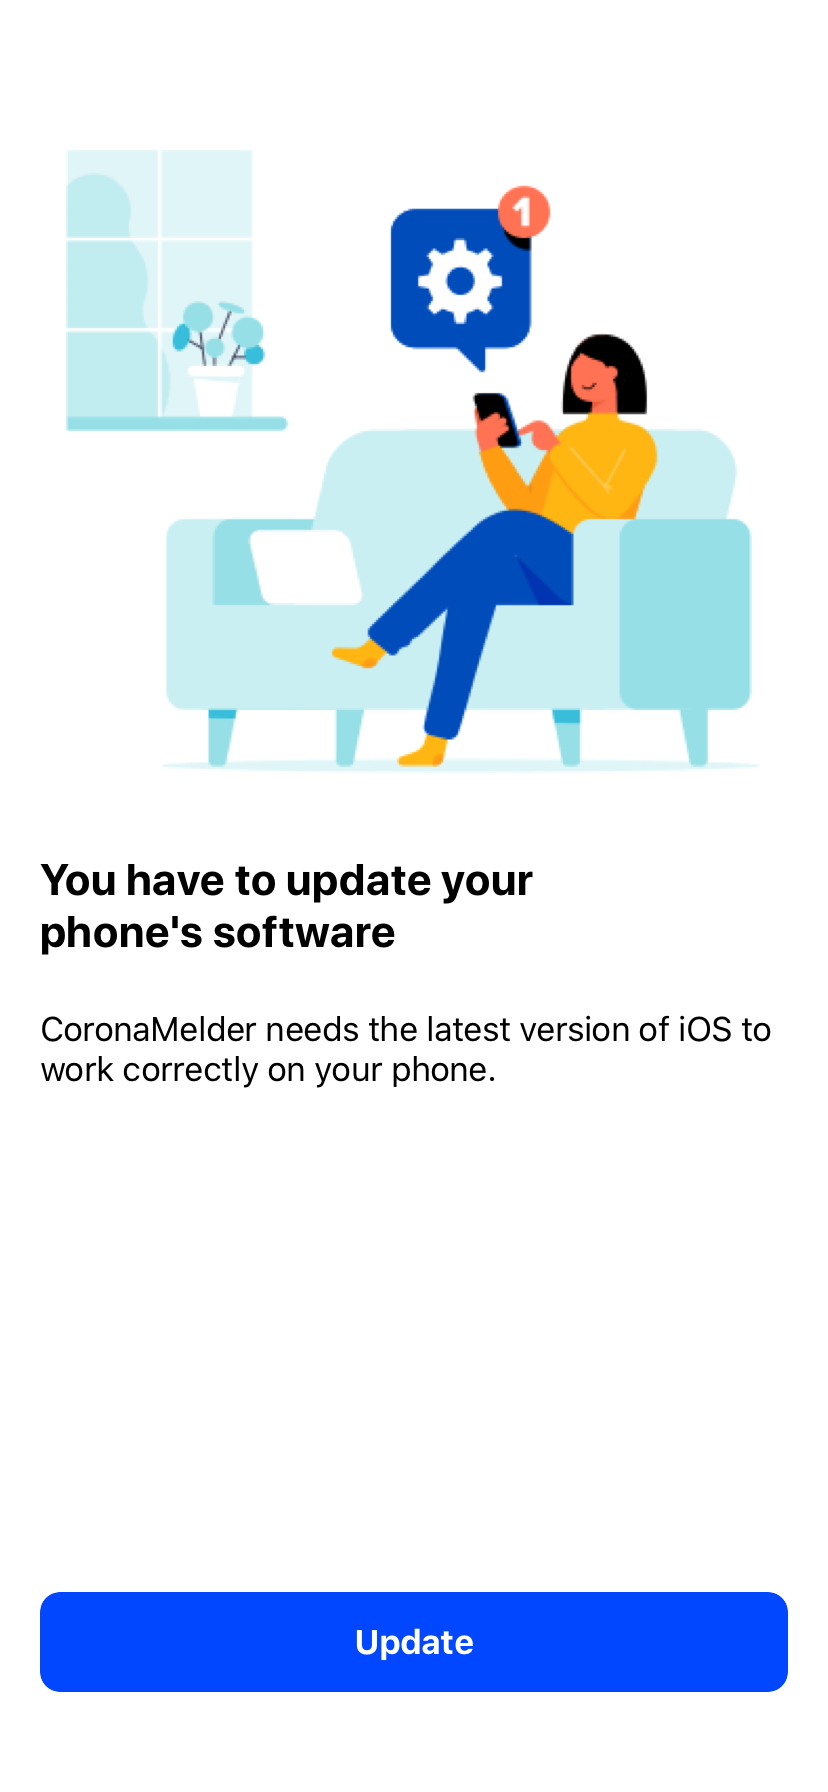 1
You have to update your
phone's software
CoronaMelder needs the latest version of iOS to
work correctly on your phone.
Update